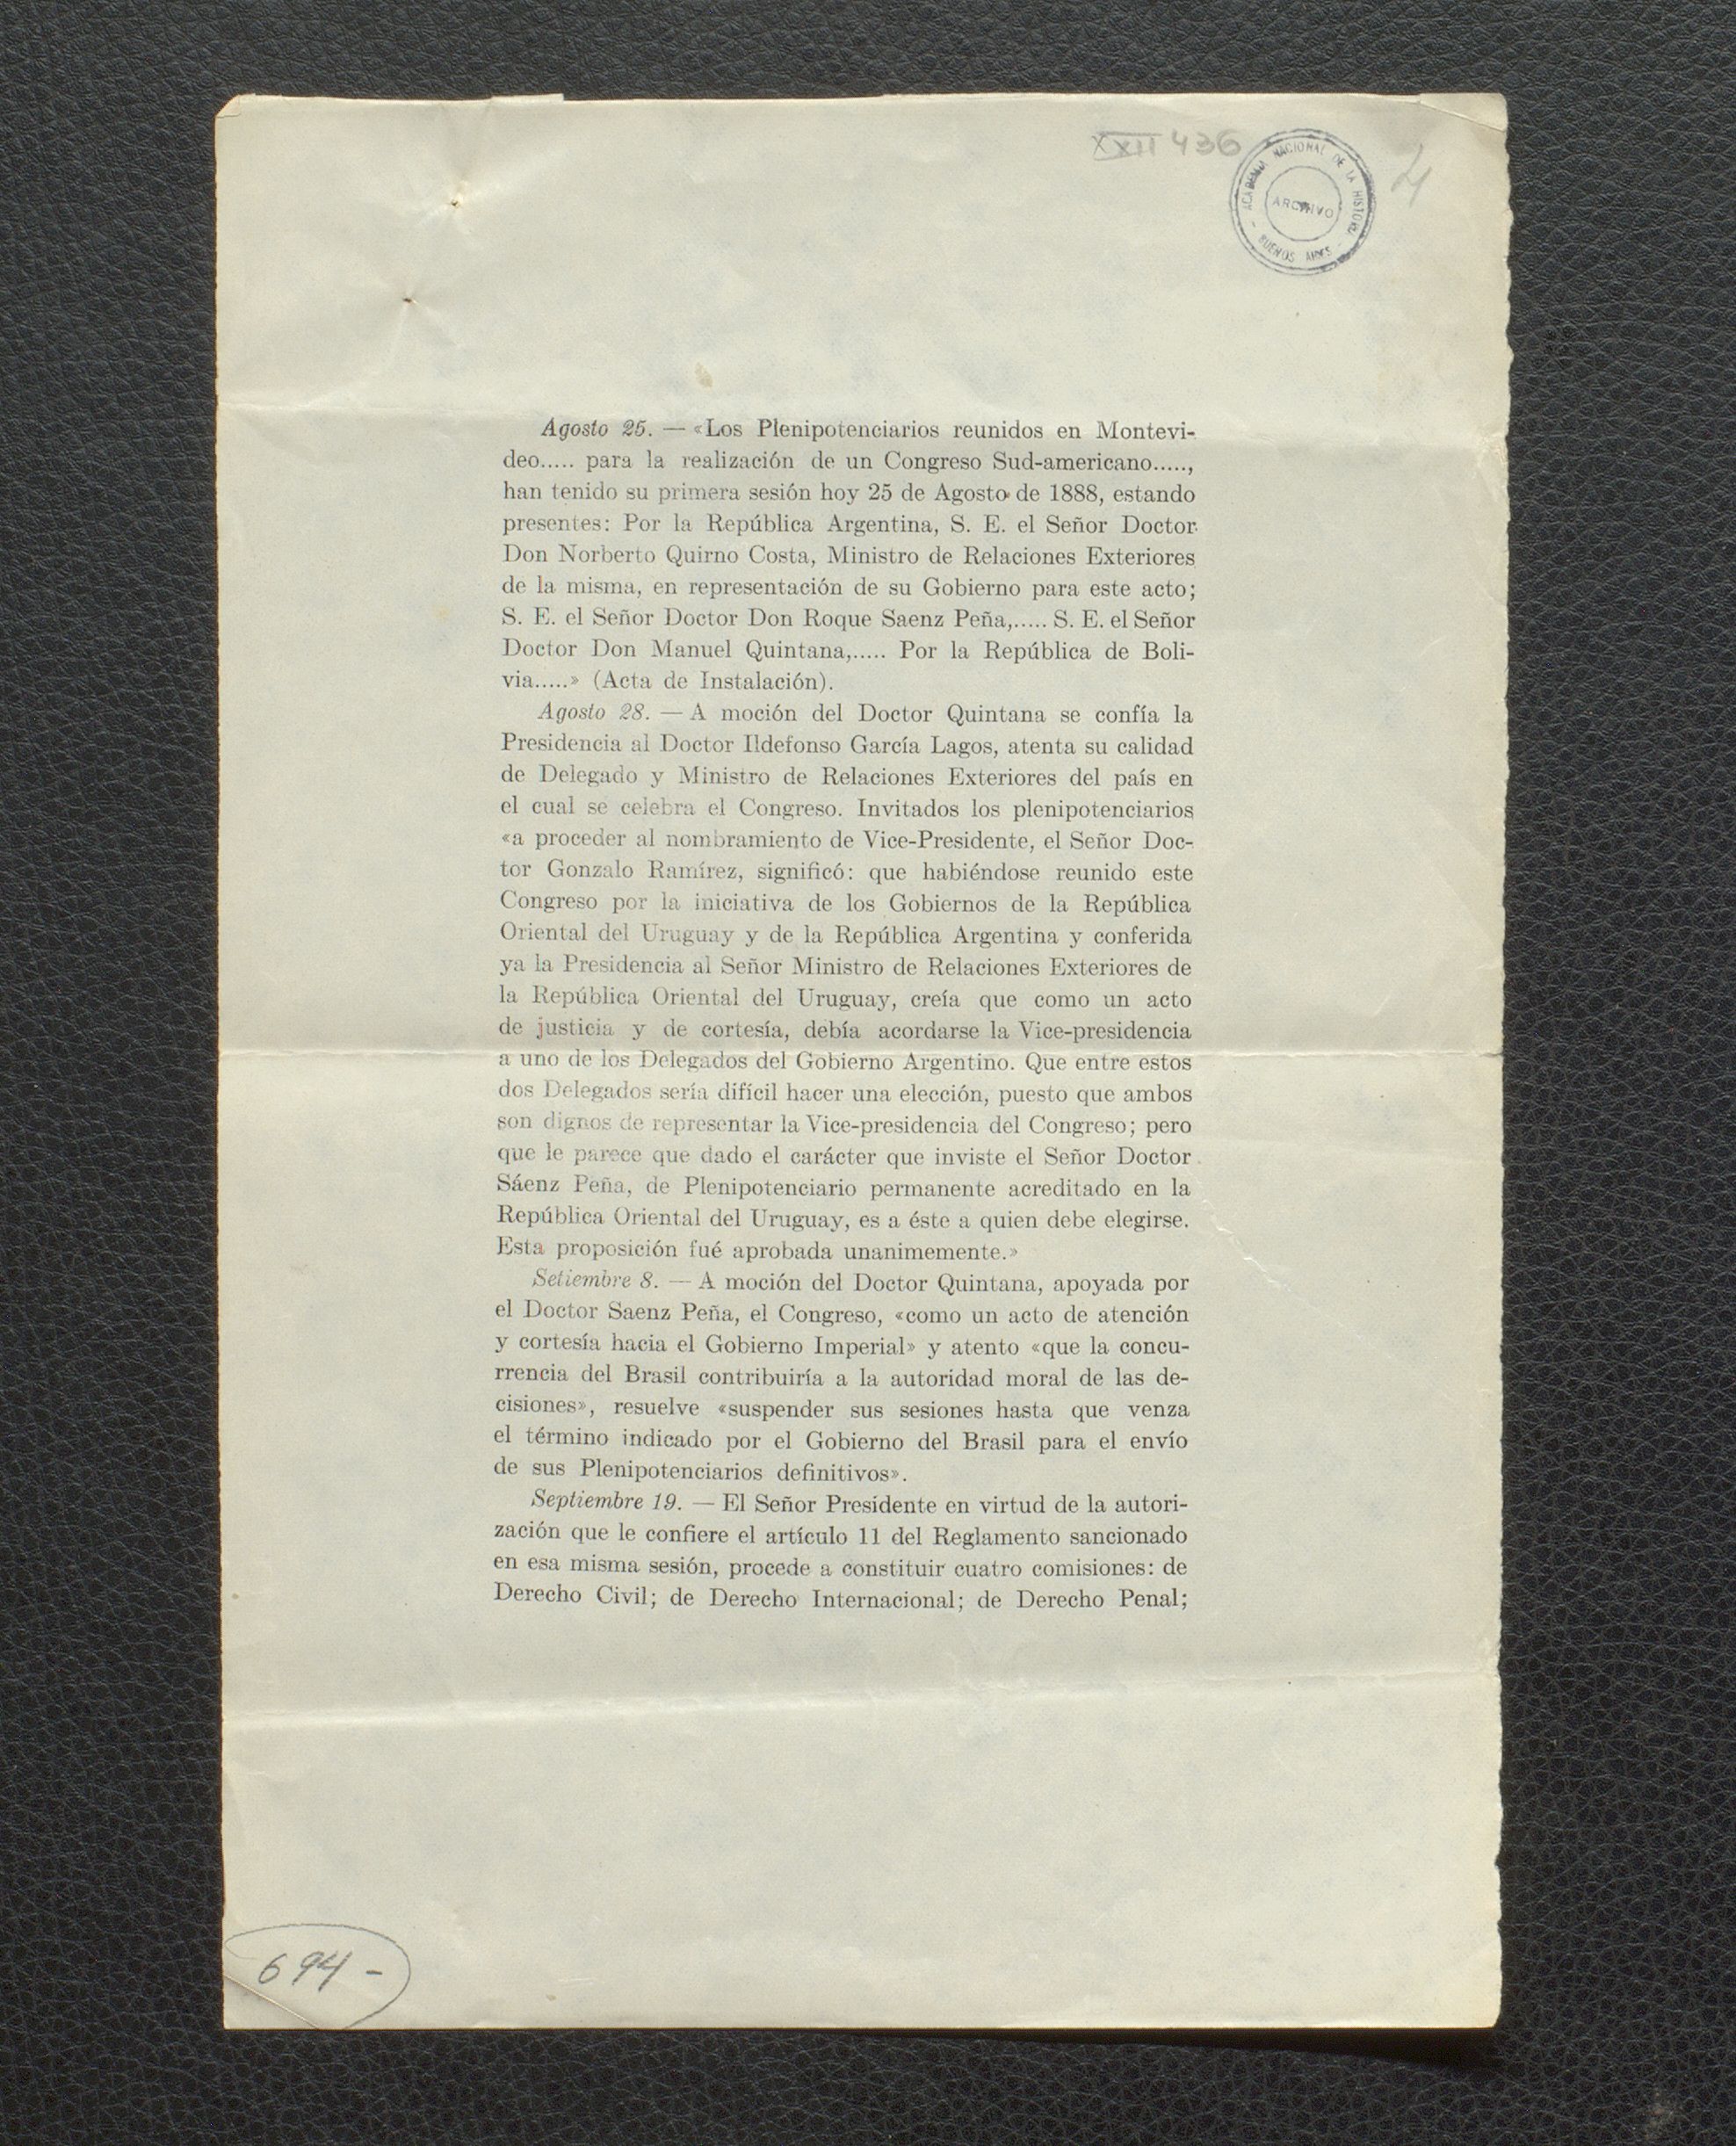 XXII 436
ACADEMIA NACIONAL DE LA HISTORIA
ARCHIVO
BUENOS AIRES
4
Agosto 25. — «Los Plenipotenciarios reunidos en Montevi-
deo..... para la realización de un Congreso Sud-americano.....,
han tenido su primera sesión hoy 25 de Agosto de 1888, estando
presentes: Por la República Argentina, S. E. el Señor Doctor
Don Norberto Quirno Costa, Ministro de Relaciones Exteriores
de la misma, en representación de su Gobierno para este acto;
S. E. el Señor Doctor Don Roque Saenz Peña,..... S. E. el Señor
Doctor Don Manuel Quintana,..... Por la República de Boli-
via.....» (Acta de Instalación).
Agosto 28. — A moción del Doctor Quintana se confía la
Presidencia al Doctor Ildefonso García Lagos, atenta su calidad
de Delegado y Ministro de Relaciones Exteriores del país en
el cual se celebra el Congreso. Invitados los plenipotenciarios
«a proceder al nombramiento de Vice-Presidente, el Señor Doc-
tor Gonzalo Ramírez, significó: que habiéndose reunido este
Congreso por la iniciativa de los Gobiernos de la República
Oriental del Uruguay y de la República Argentina y conferida
ya la Presidencia al Señor Ministro de Relaciones Exteriores de
la República Oriental del Uruguay, creía que como un acto
de justicia y de cortesía, debía acordarse la Vice-presidencia
a uno de los Delegados del Gobierno Argentino. Que entre estos
dos Delegados sería difícil hacer una elección, puesto que ambos
son dignos de representar la Vice-presidencia del Congreso; pero
que le parece que dado el carácter que inviste el Señor Doctor
Sáenz Peña, de Plenipotenciario permanente acreditado en la
República Oriental del Uruguay, es a éste a quien debe elegirse.
Esta proposición fué aprobada unanimemente.»
Setiembre 8. — A moción del Doctor Quintana, apoyada por
el Doctor Saenz Peña, el Congreso, «como un acto de atención
y cortesía hacia el Gobierno Imperial» y atento «que la concu-
rrencia del Brasil contribuiría a la autoridad moral de las de-
cisiones», resuelve «suspender sus sesiones hasta que venza
el término indicado por el Gobierno del Brasil para el envío
de sus Plenipotenciarios definitivos».
Septiembre 19. — El Señor Presidente en virtud de la autori-
zación que le confiere el artículo 11 del Reglamento sancionado
en esa misma sesión, procede a constituir cuatro comisiones: de
Derecho Civil; de Derecho Internacional; de Derecho Penal;
694 -